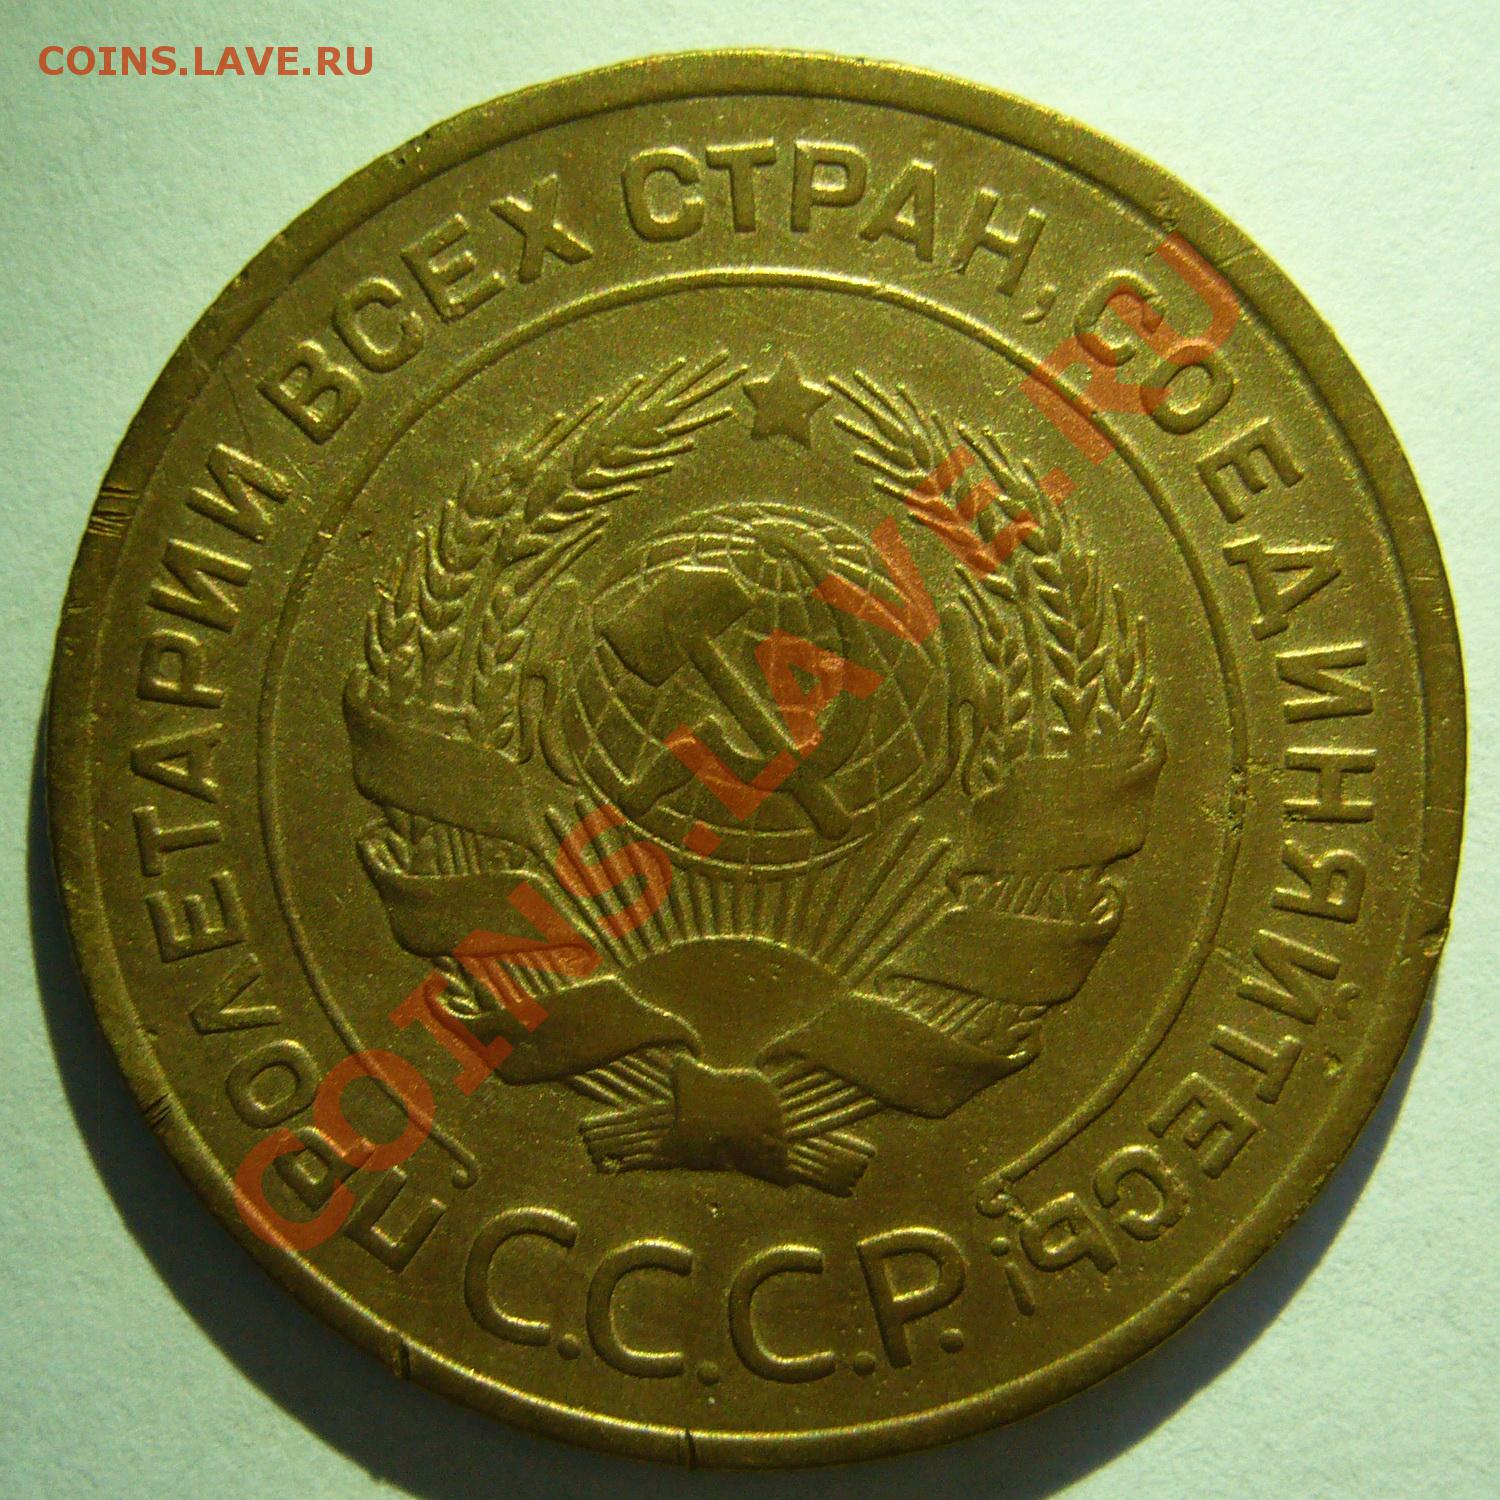 COINS.LAVE.RU
ПРОЛЕТАРИИ ВСЕХ СТРАН, СОЕДИНЯЙТЕСЬ!
С.С.С.Р.
COINS.LAVE.RU